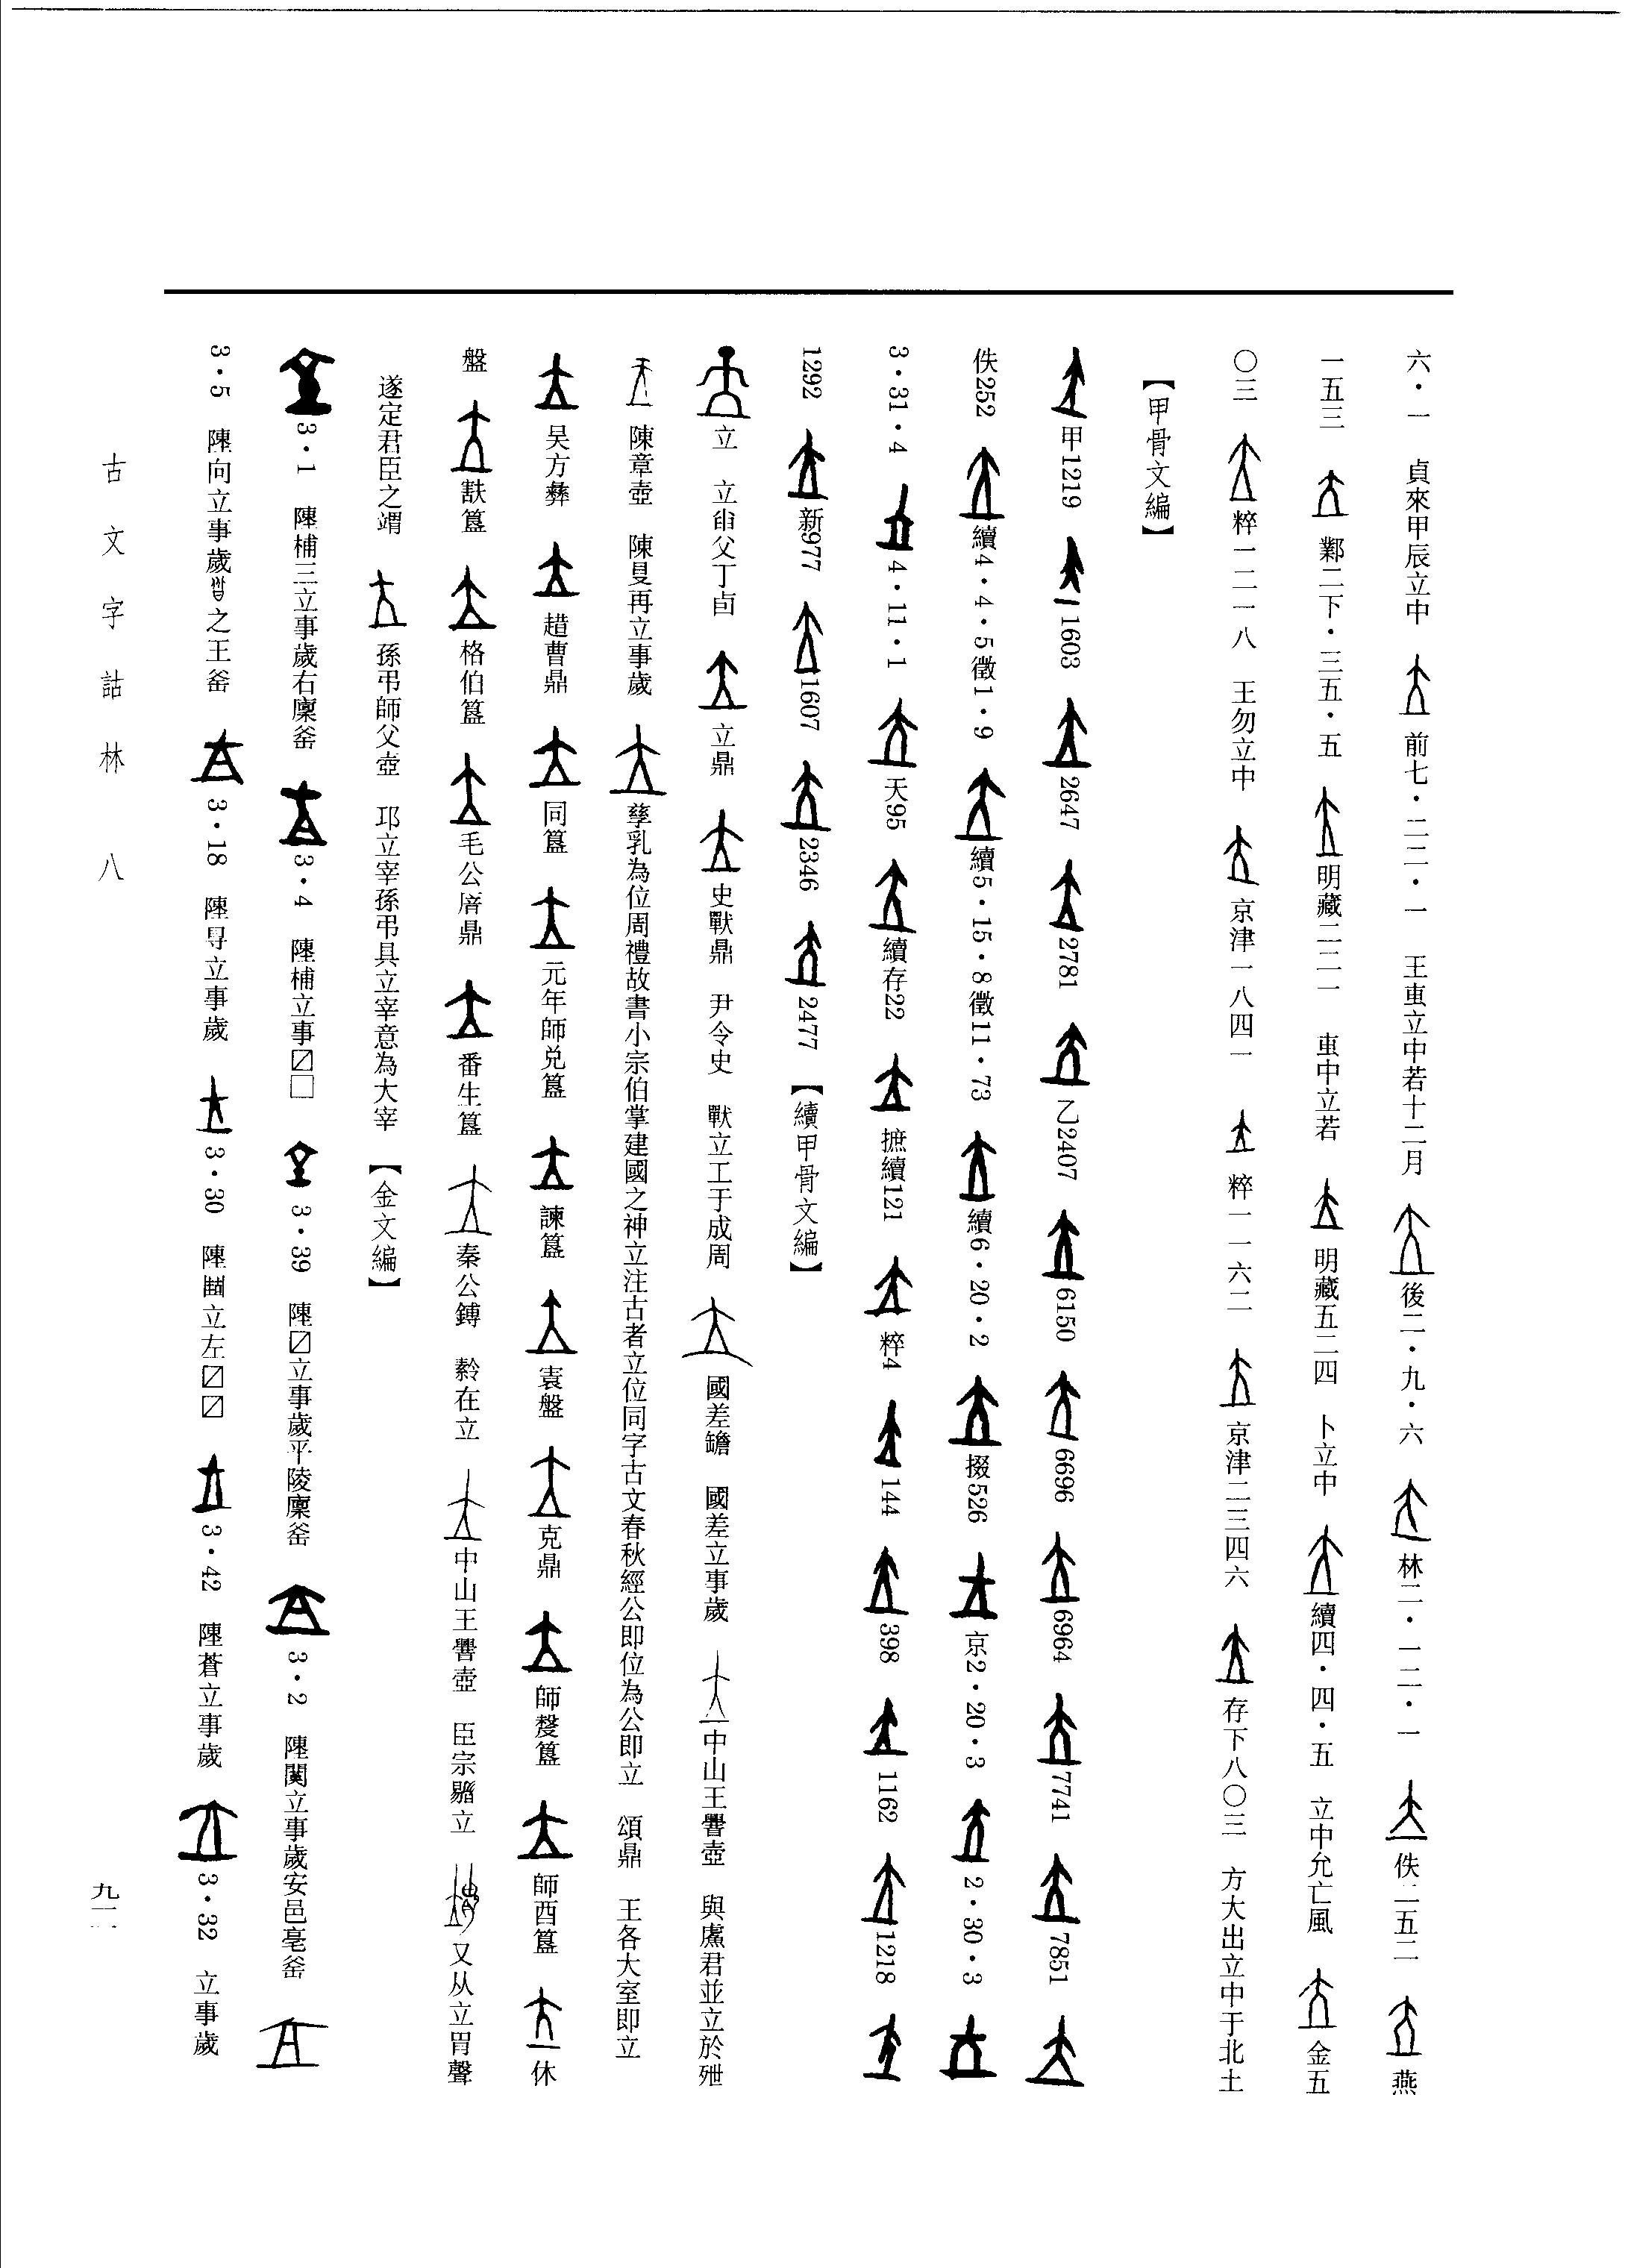 六·一　貞來甲辰立中　前七·二二·一　王叀立中若十二月　後二·九·六　林二·一二·一　佚二五二　燕
一五三　鄴二下·三五·五　明藏二二一　叀中立若　明藏五二四　卜立中　續四·四·五　立中允亡風　金五
〇三　粹一二一八　王勿立中　京津一八四一　粹一一六二　京津二三四六　存下八〇三　方大出立中于北土
【甲骨文編】
甲1219　1603　2647　2781　乙2407　6150　6696　6964　7741　7851
佚252　續4·4·5徵1·9　續5·15·8徵11·73　續6·20·2　掇526　京2·20·3　2·30·3
3·31·4　4·11·1　天95　續存22　摭續121　粹4　144　398　1162　1218
1292　新977　1607　2346　2477　【續甲骨文編】
立　立父丁卣　立鼎　史獸鼎　尹令史　獸立工于成周　國差𦉜　國差立事歲　中山王壺　與君並立於
陳章壺　陳再立事歲　孳乳為位周禮故書小宗伯掌建國之神立注古者立位同字古文春秋經公即位為公即立　頌鼎　王各大室即立
吴方彝　趞曹鼎　同簋　元年師兌簋　諫簋　袁盤　克鼎　師簋　師酉簋　休
盤　㝬簋　格伯簋　毛公鼎　番生簋　秦公鎛　在立　中山王壺　臣宗立　又从立胃聲
遂定君臣之䈿　孫弔師父壺　邛立宰孫弔具立宰意為大宰　【金文編】
3·1　陳三立事歲右廩釜　3·4　陳立事☑□　3·39　陳☑立事歲平陵廩釜　3·2　陳立事歲安邑亳釜
3·5　陳向立事歲之王釜　3·18　陳立事歲　3·30　陳立左☑☑　3·42　陳蒼立事歲　3·32　立事歲
古文字詁林　八
九一一